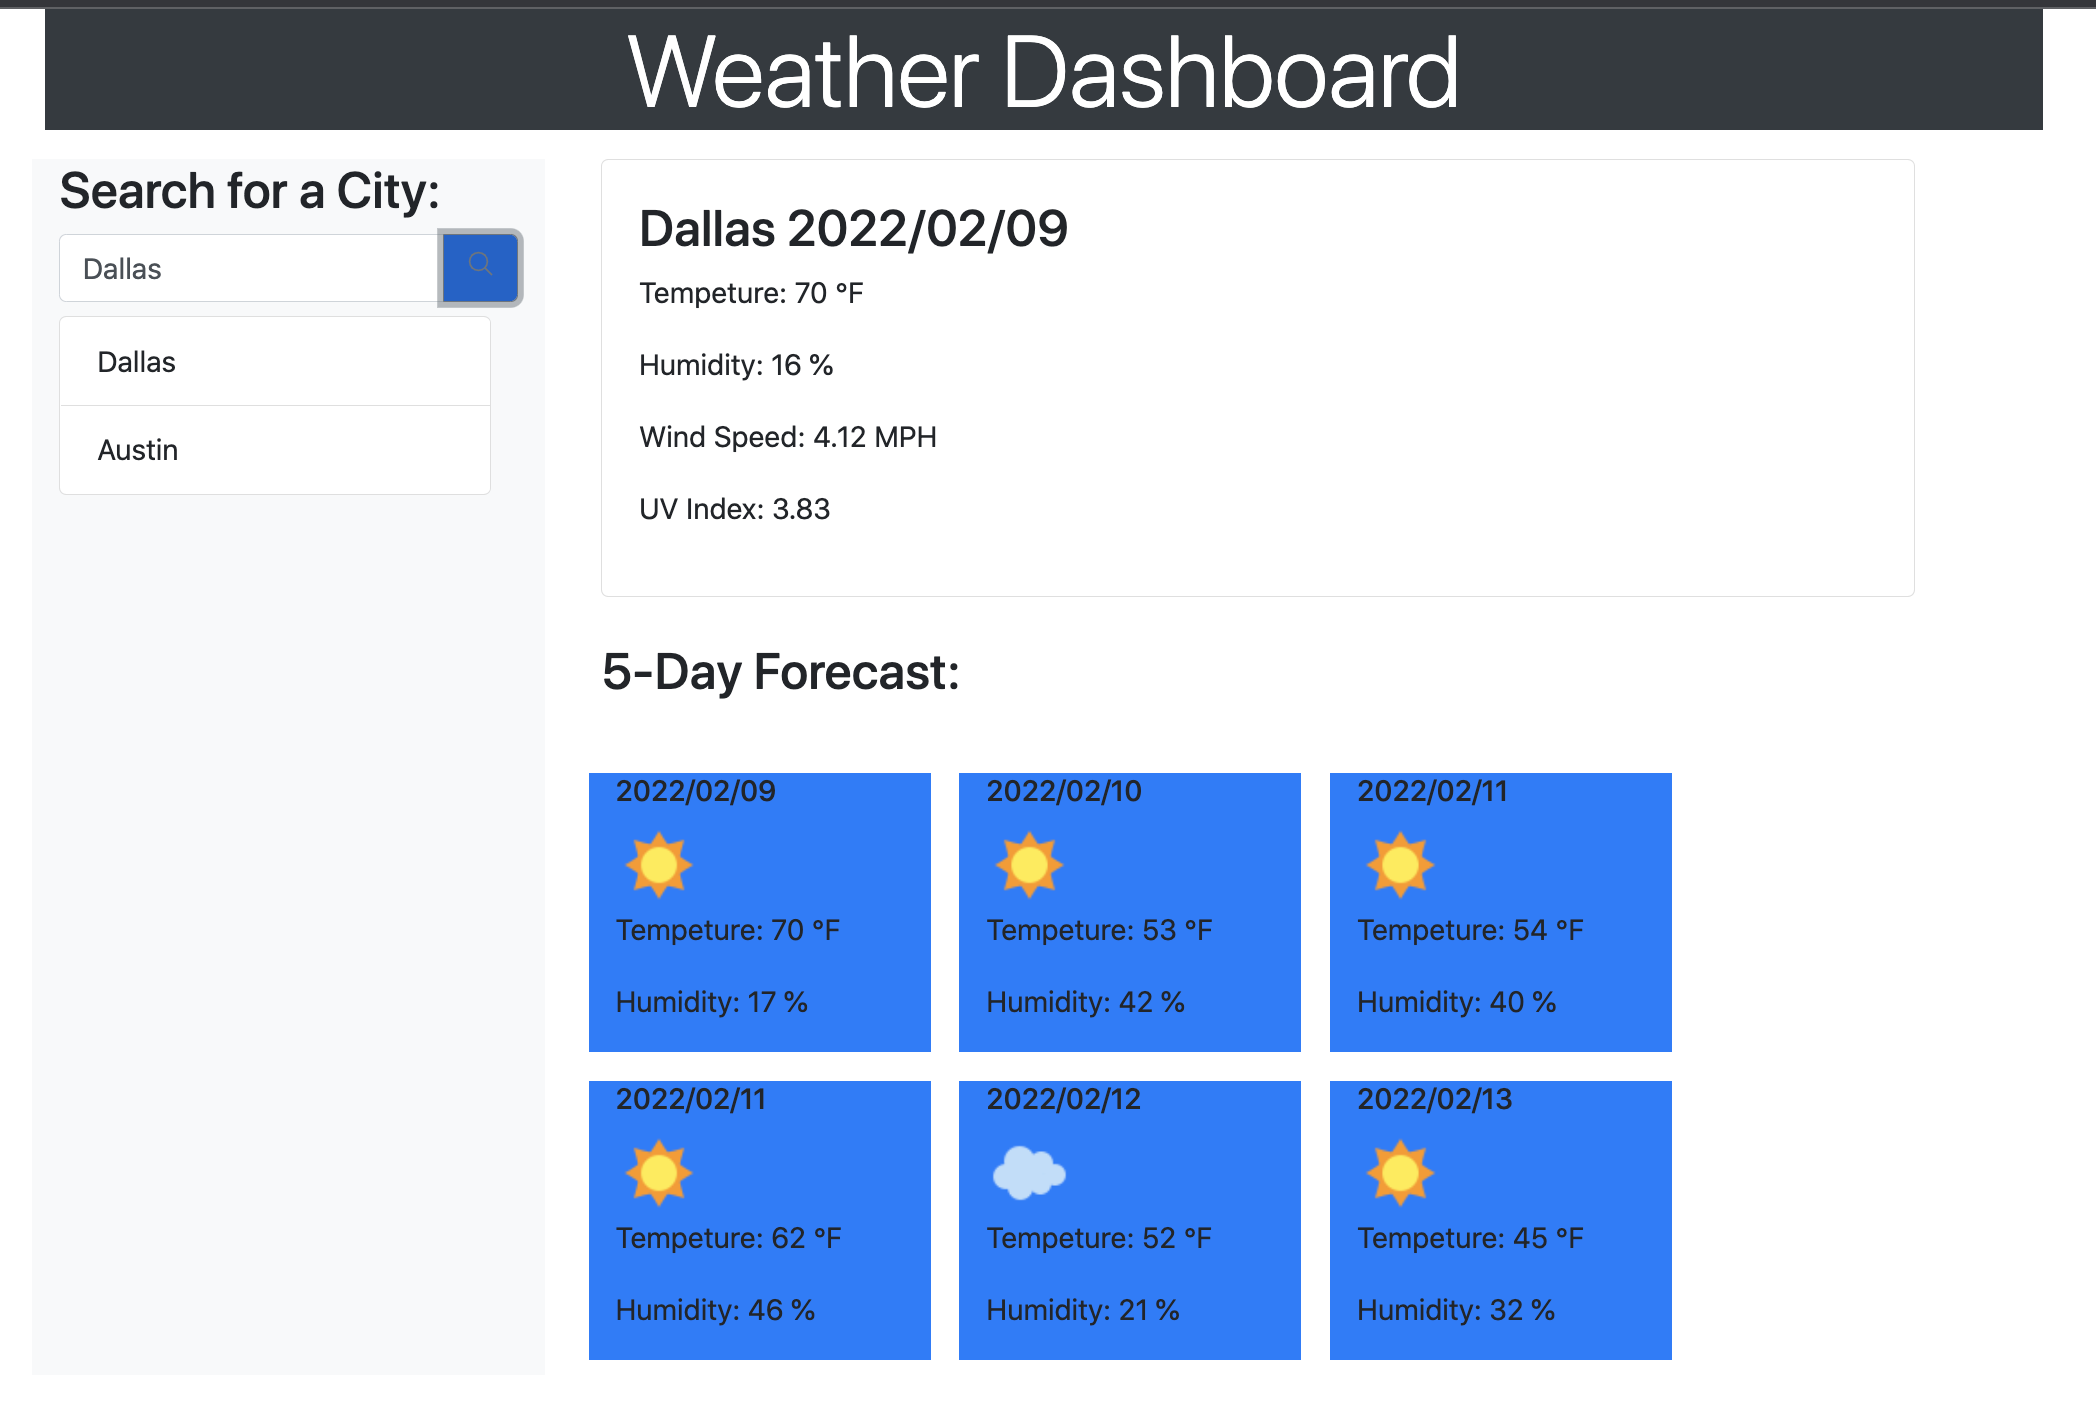 Weather Dashboard
Search for a City:
Dallas
Dallas
Austin
Dallas 2022/02/09
Tempeture: 70 °F
Humidity: 16 %
Wind Speed: 4.12 MPH
UV Index: 3.83
5-Day Forecast:
2022/02/09
Tempeture: 70 °F
Humidity: 17 %
2022/02/10
Tempeture: 53 °F
Humidity: 42 %
2022/02/11
Tempeture: 54 °F
Humidity: 40 %
2022/02/11
Tempeture: 62 °F
Humidity: 46 %
2022/02/12
Tempeture: 52 °F
Humidity: 21 %
2022/02/13
Tempeture: 45 °F
Humidity: 32 %